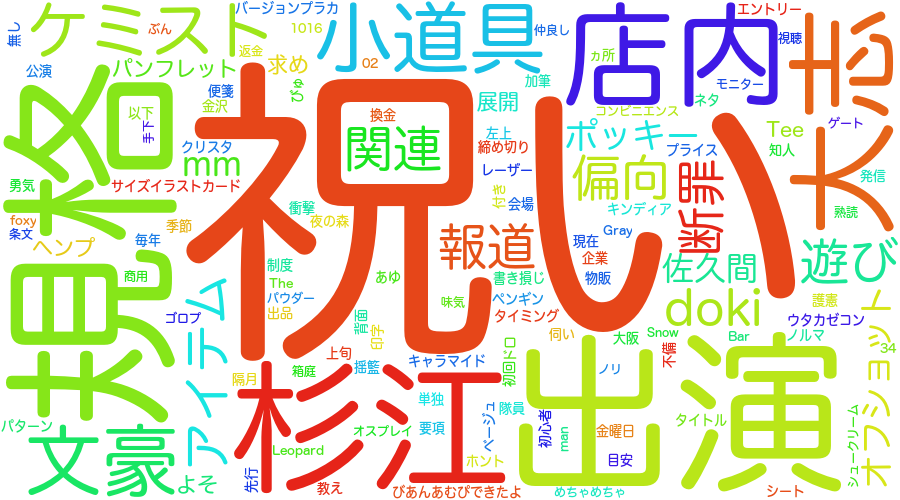 ケミスト
ぶん
バージョンプラカ
1016
返金
小道具
仲良し
店内
ヵ所
エントリー
視聴
大志
無し
公演
パンフレット
便箋
金沢
求め
02
びゅ
換金
関連
加筆
展開
左上
締め切り
ネタ
モニター
コンビニエンス
ポッキー
Tee
知人
ゲート
規格
以下
手下
回
クリスタ
mm
サイズイラストカード
祝い
レーザー
偏向
プライス
断罪
発信
熟読
勇気
foxy
条文
ヘンプ
季節
毎年
衝撃
夜の森
付き
会場
キンディア
報道
現在
Gray
企業
物販
佐久間
遊び
商用
アイテム
制度
The
パウダー
出品
あゆ
書き損じ
ペンギン
味気
タイミング
doki
護憲
ウタカゼコン
オフショット
ゴロプ
背面
印字
上旬
伺い
大阪
Snow
不備
Bar
ノルマ
34
隔月
箱庭
揺籃
キャラマイド
初回ドロ
ノリ
杉江
単独
隊員
出演
パターン
文豪
オスプレイ
要項
ページュ
初心者
man
金曜日
タイトル
シュークリーム
よそ
先行
Leopard
教え
ホント
目安
びあんあむぴできたよ
めちゃめちゃ
シート